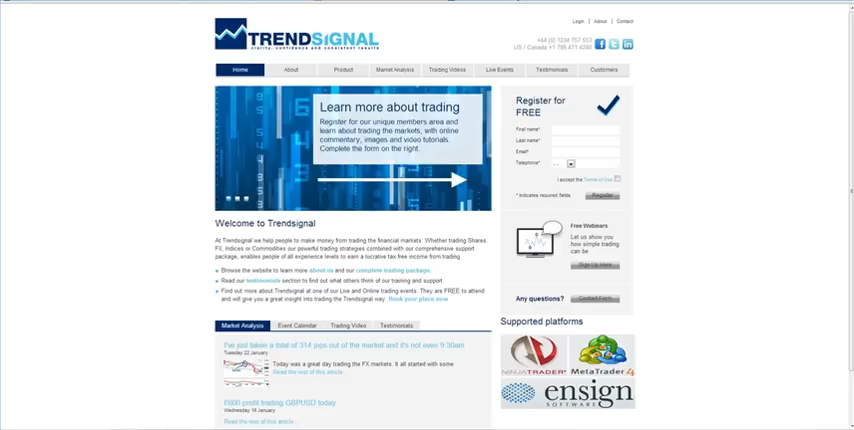 Login | About | Contact
TRENDSIGNAL
clarity, confidence and consistent results
+44 (0) 1234 757 553
US / Canada +1 786 471 4280
Home
About
Product
Market Analysis
Trading Videos
Live Events
Testimonials
Customers
Learn more about trading
Register for our unique members area and
learn about trading the markets, with online
commentary, images and video tutorials.
Complete the form on the right.
Register for
FREE
First name*
Last name*
Email*
Telephone*
I accept the Terms of Use
* Indicates required fields
Register
Welcome to Trendsignal
At Trendsignal we help people to make money from trading the financial markets. Whether trading Shares,
FX, Indices or Commodities our powerful trading strategies combined with our comprehensive support
package, enables people of all experience levels to earn a lucrative tax free income from trading
Browse the website to learn more about us and our complete trading package.
Read our testimonials section to find out what others think of our training and support.
Find out more about Trendsignal at one of our Live and Online trading events. They are FREE to attend
and will give you a great insight into trading the Trendsignal way. Book your place now
Free Webinars
Let us show you
how simple trading
can be
Sign Up Here
Any questions?
Contact Form
Supported platforms
NINJATRADER
MetaTrader 4
ensign
SOFTWARE
Market Analysis
Event Calendar
Trading Video
Testimonials
I've just taken a total of 314 pips out of the market and it's not even 9:30am
Tuesday 22 January
Today was a great day trading the FX markets. It all started with some
Read the rest of this article...
£600 profit trading GBPUSD today
Wednesday 16 January
Read the rest of this article...